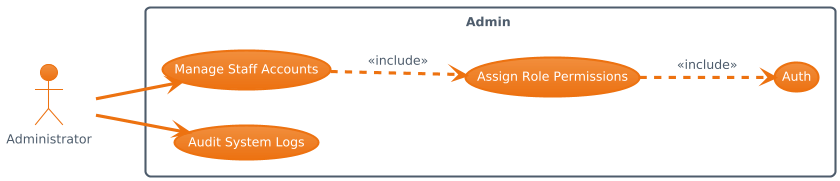 Admin
Manage Staff Accounts
«include»
Assign Role Permissions
«include»
Auth
Administrator
Audit System Logs